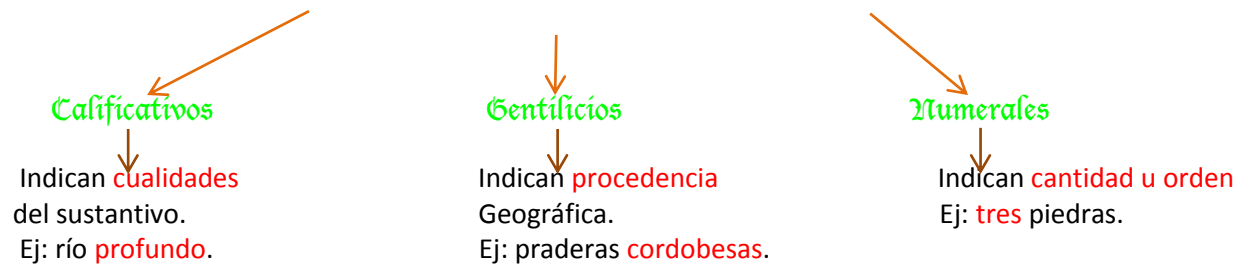 Calificativos
Indican cualidades
del sustantivo.
Ej: río profundo.
Gentilicios
Indican procedencia
Geográfica.
Ej: praderas cordobesas.
Numerales
Indican cantidad u orden
Ej: tres piedras.